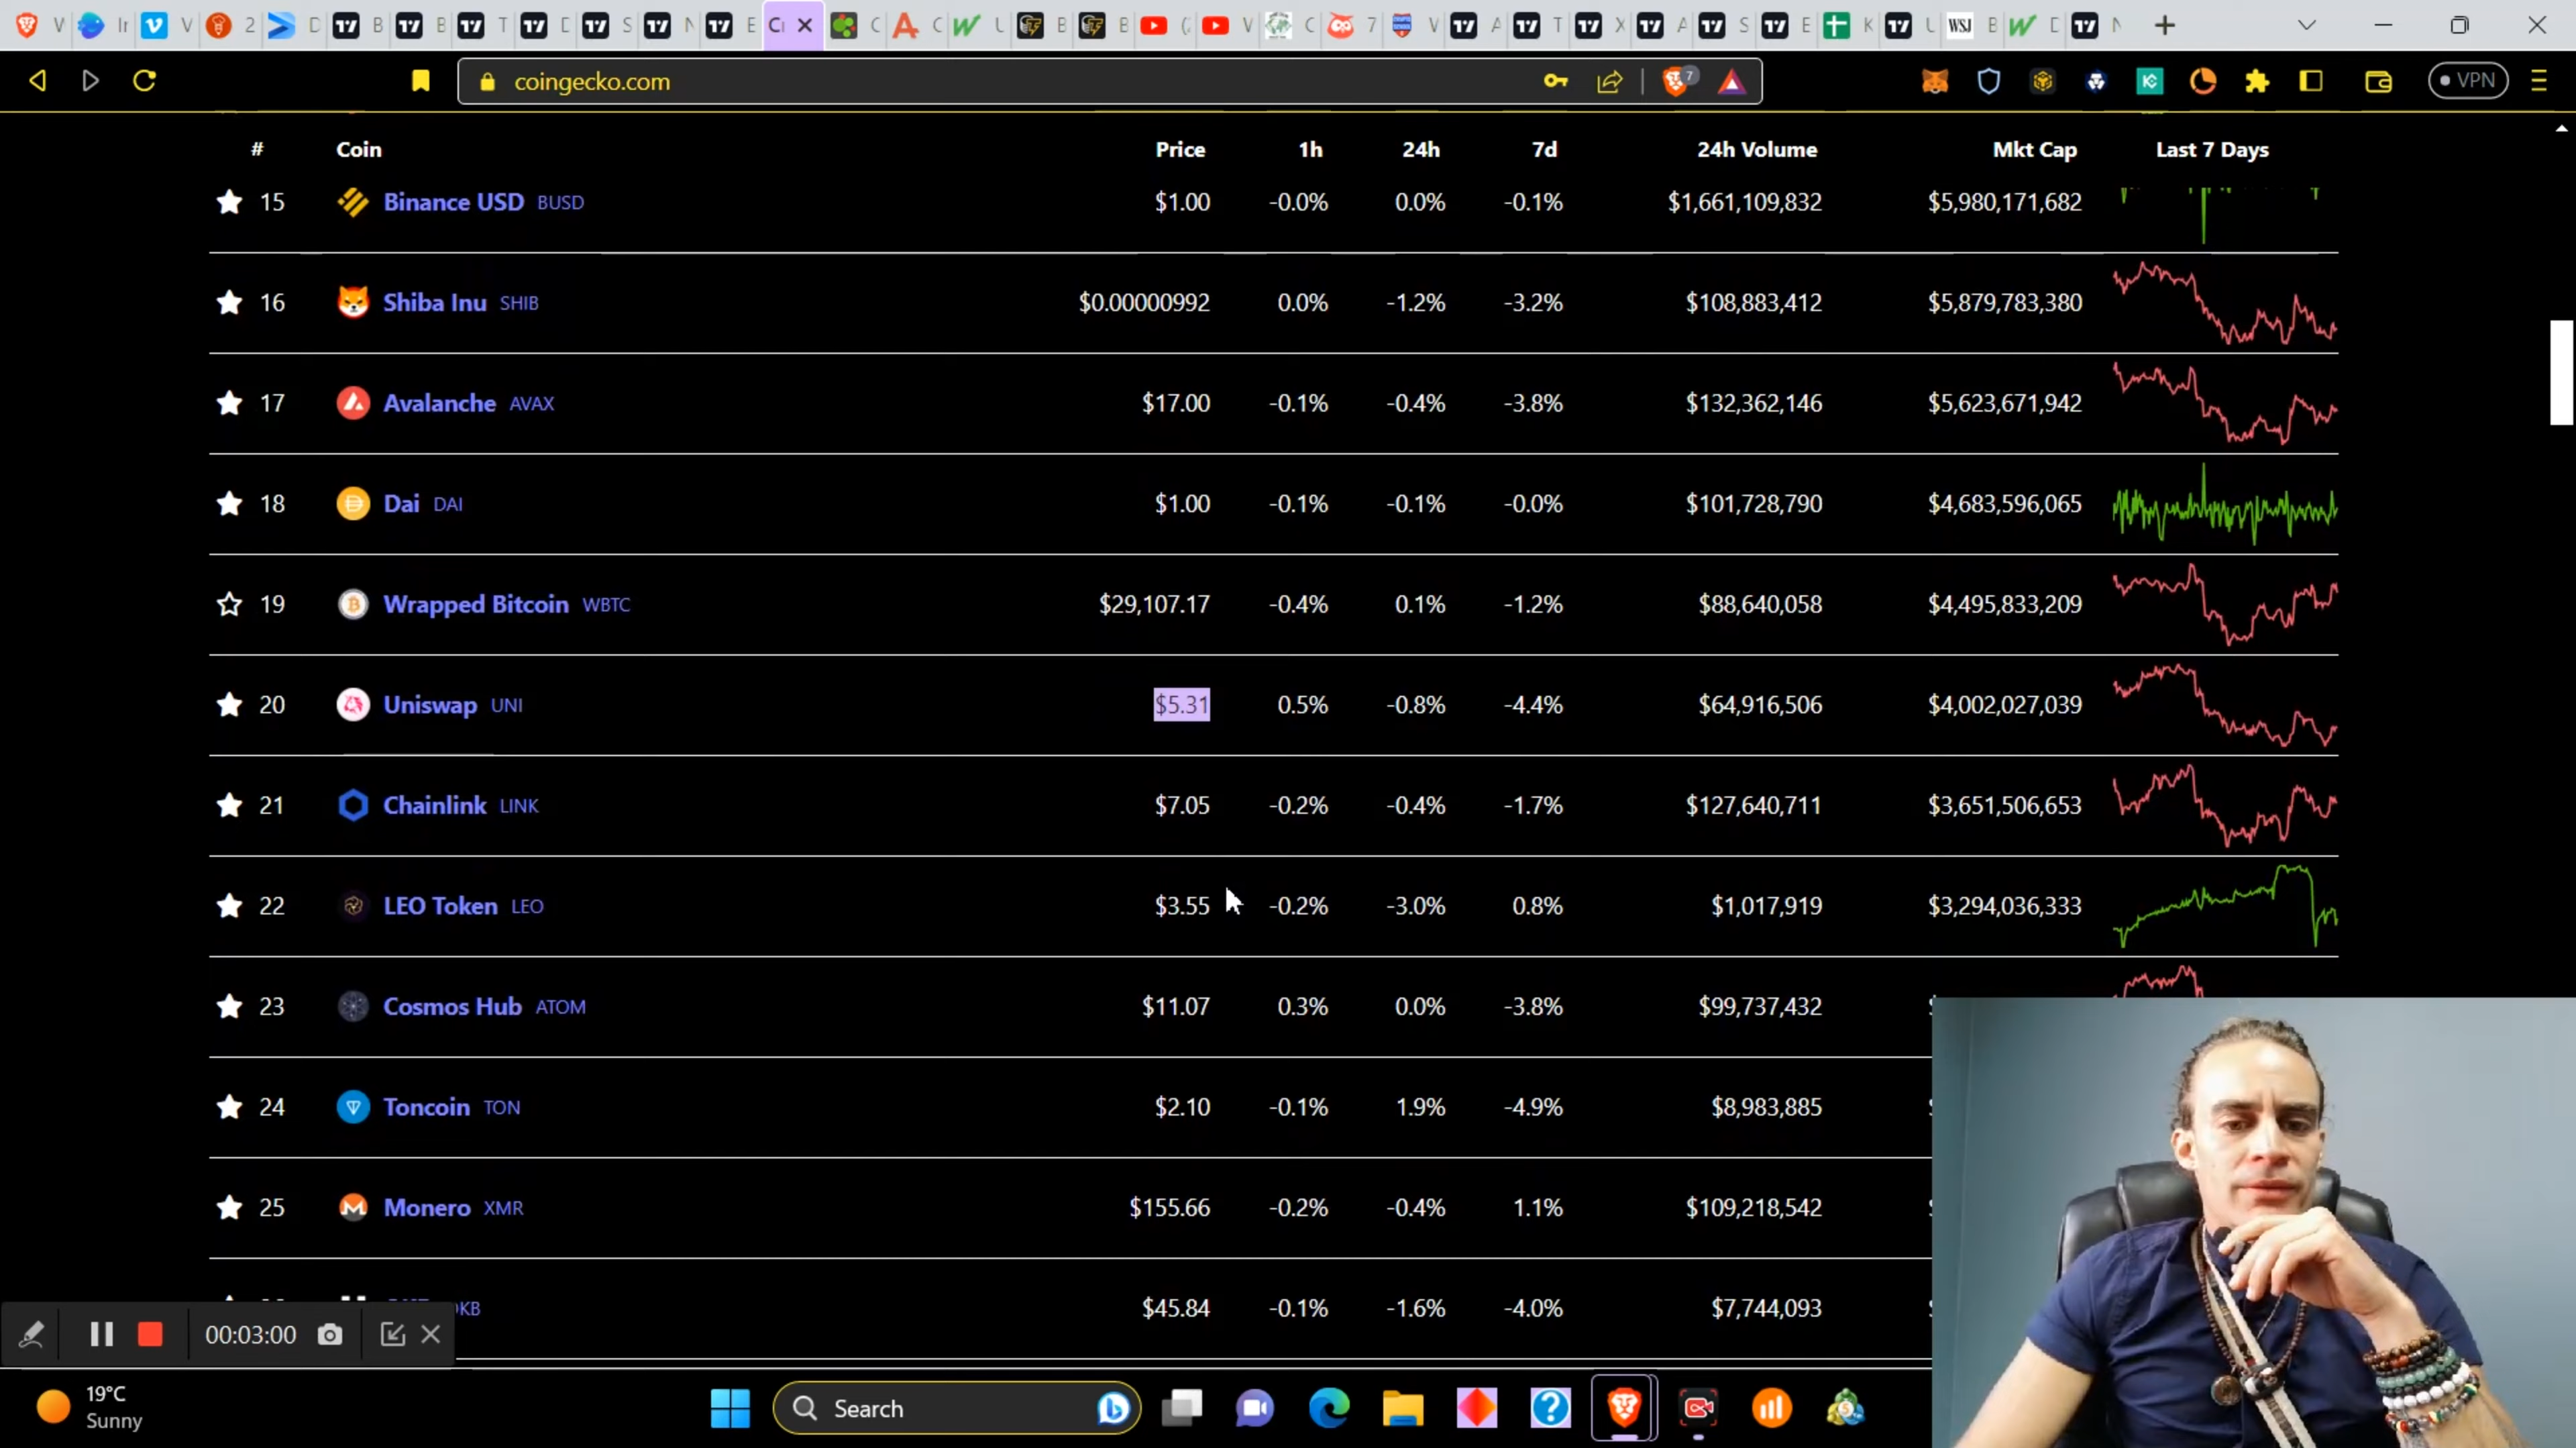 coingecko.com
7
VPN
# Coin Price 1h 24h 7d 24h Volume Mkt Cap Last 7 Days
15 Binance USD BUSD $1.00 -0.0% 0.0% -0.1% $1,661,109,832 $5,980,171,682
16 Shiba Inu SHIB $0.00000992 0.0% -1.2% -3.2% $108,883,412 $5,879,783,380
17 Avalanche AVAX $17.00 -0.1% -0.4% -3.8% $132,362,146 $5,623,671,942
18 Dai DAI $1.00 -0.1% -0.1% -0.0% $101,728,790 $4,683,596,065
19 Wrapped Bitcoin WBTC $29,107.17 -0.4% 0.1% -1.2% $88,640,058 $4,495,833,209
20 Uniswap UNI $5.31 0.5% -0.8% -4.4% $64,916,506 $4,002,027,039
21 Chainlink LINK $7.05 -0.2% -0.4% -1.7% $127,640,711 $3,651,506,653
22 LEO Token LEO $3.55 -0.2% -3.0% 0.8% $1,017,919 $3,294,036,333
23 Cosmos Hub ATOM $11.07 0.3% 0.0% -3.8% $99,737,432
24 Toncoin TON $2.10 -0.1% 1.9% -4.9% $8,983,885
25 Monero XMR $155.66 -0.2% -0.4% 1.1% $109,218,542
$45.84 -0.1% -1.6% -4.0% $7,744,093
00:03:00
19°C
Sunny
Search